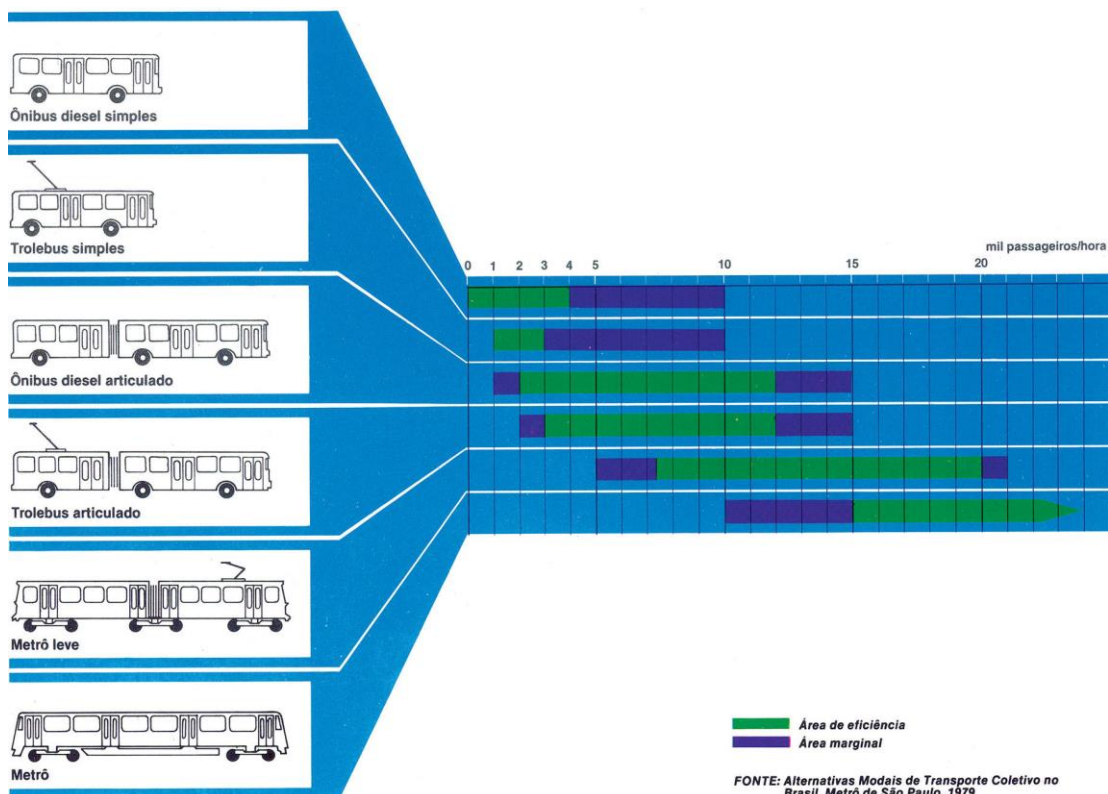 Ônibus diesel simples
Trolebus simples
Ônibus diesel articulado
Trolebus articulado
Metrô leve
Metrô
mil passageiros/hora
0 1 2 3 4 5 10 15 20
Área de eficiência
Área marginal
FONTE: Alternativas Modais de Transporte Coletivo no
Brasil. Metrô de São Paulo, 1979